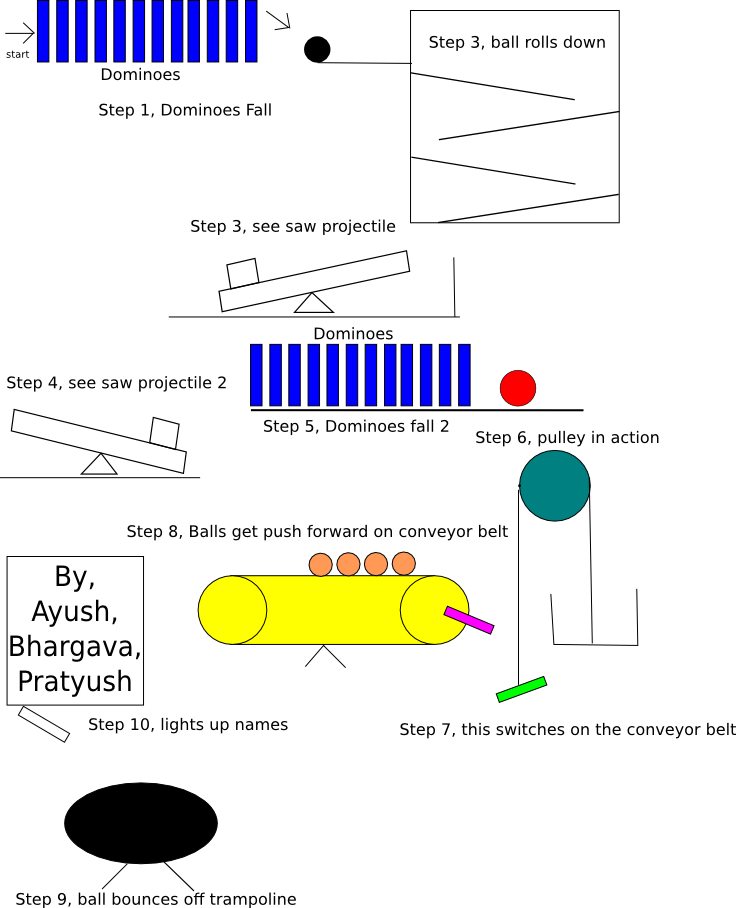 start
Dominoes
Step 1, Dominoes Fall
Step 3, ball rolls down
Step 3, see saw projectile
Dominoes
Step 4, see saw projectile 2
Step 5, Dominoes fall 2
Step 6, pulley in action
Step 8, Balls get push forward on conveyor belt
By,
Ayush,
Bhargava,
Pratyush
Step 10, lights up names
Step 7, this switches on the conveyor belt
Step 9, ball bounces off trampoline